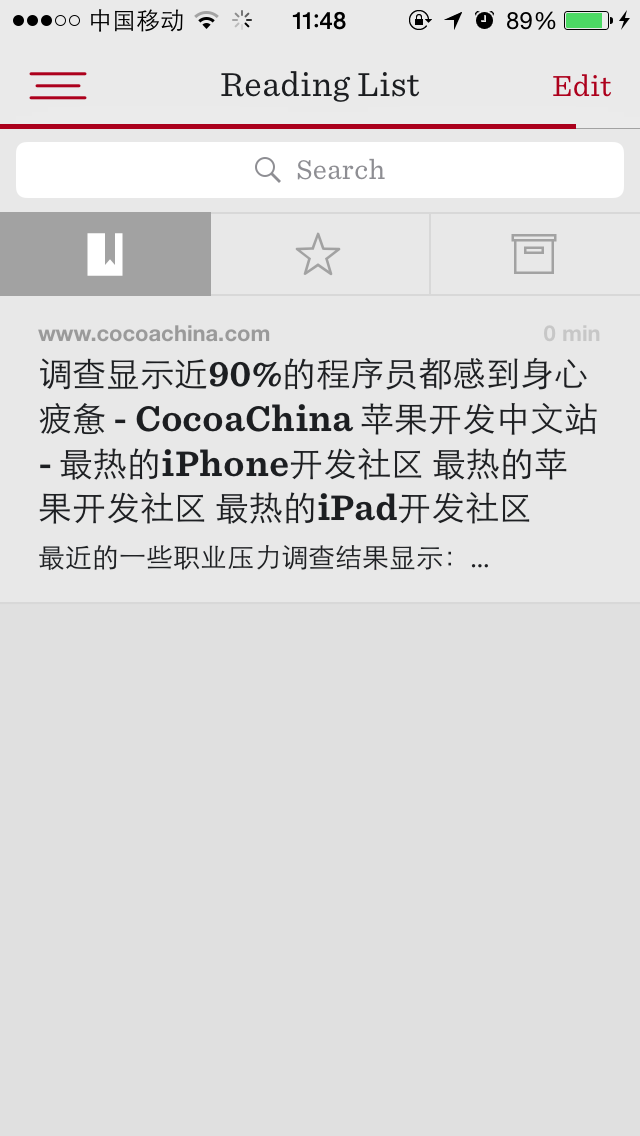 中国移动 11:48 89%
Reading List Edit
Search
www.cocoachina.com 0 min
调查显示近90%的程序员都感到身心
疲惫 - CocoaChina 苹果开发中文站
- 最热的iPhone开发社区 最热的苹
果开发社区 最热的iPad开发社区
最近的一些职业压力调查结果显示：...